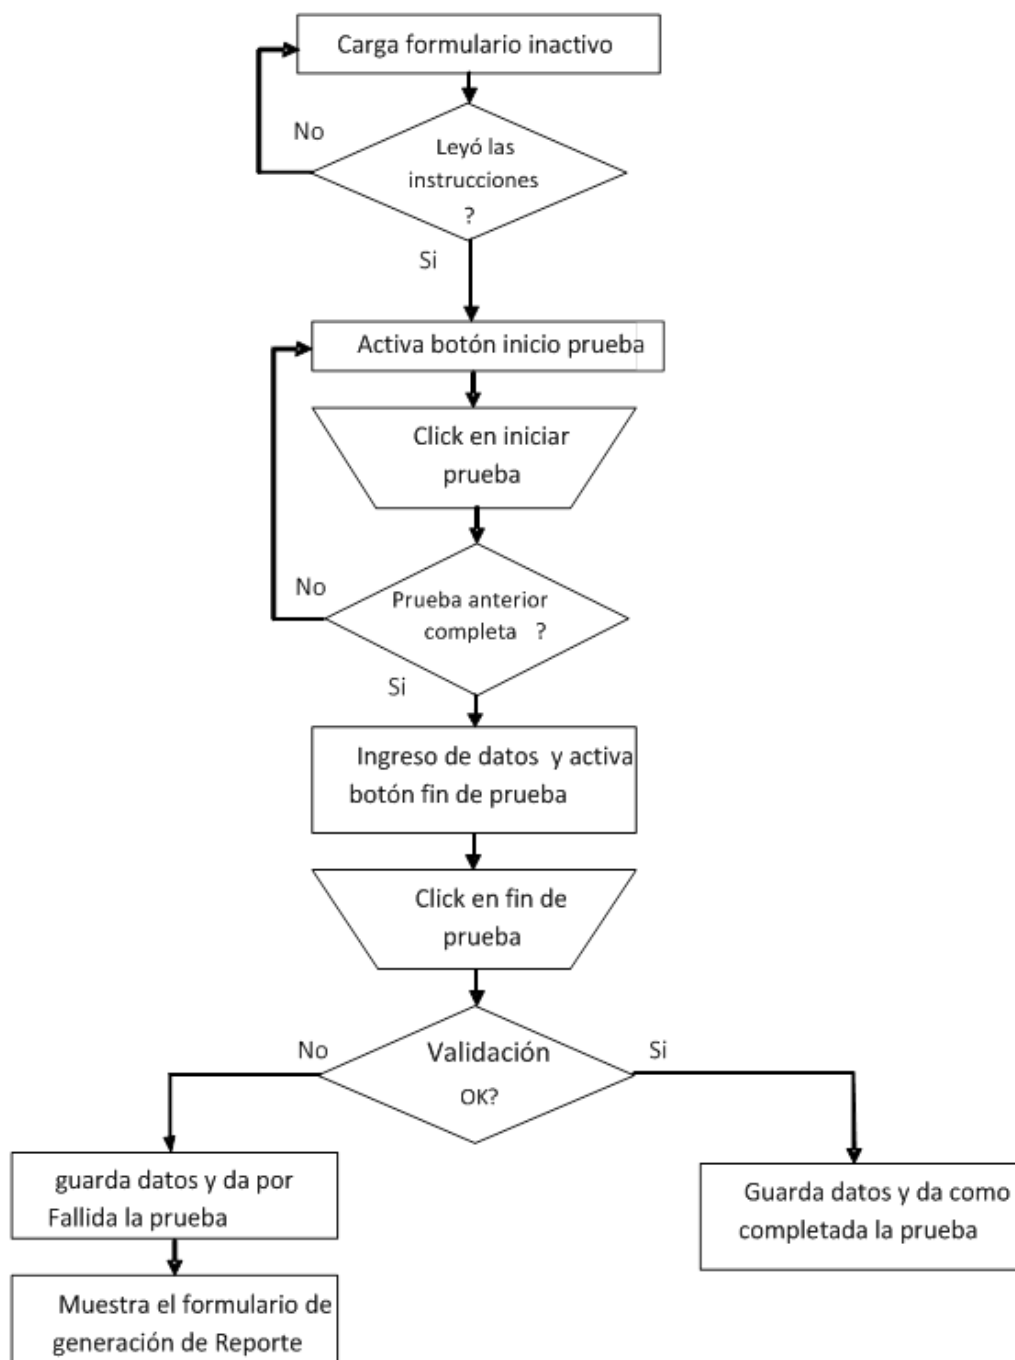 Carga formulario inactivo
No
Leyó las
instrucciones
?
Si
Activa botón inicio prueba
Click en iniciar
prueba
No
Prueba anterior
completa ?
Si
Ingreso de datos y activa
botón fin de prueba
Click en fin de
prueba
No
Validación
OK?
Si
guarda datos y da por
Fallida la prueba
Guarda datos y da como
completada la prueba
Muestra el formulario de
generación de Reporte